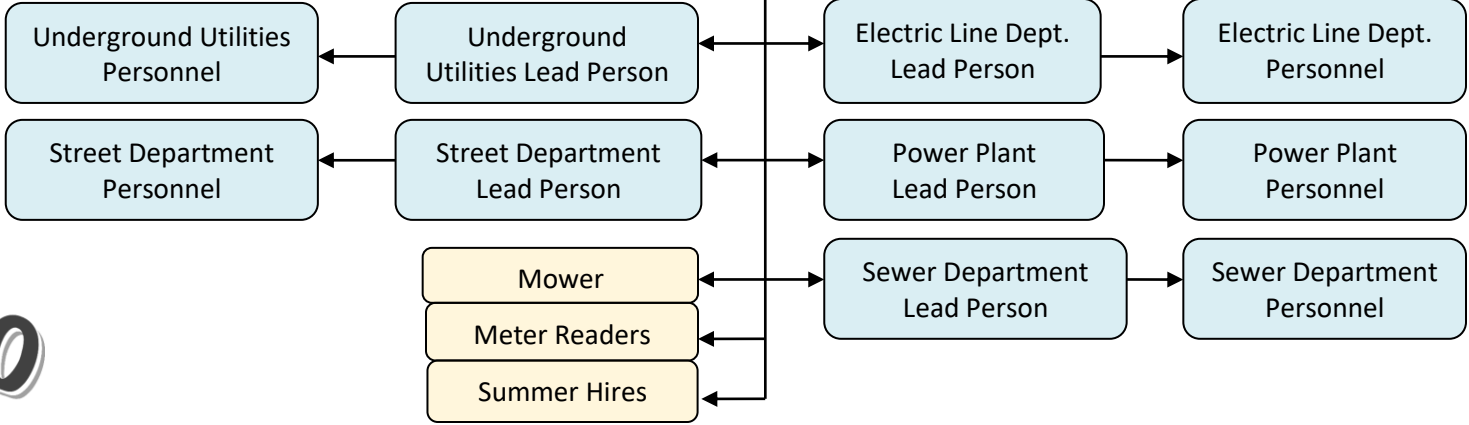 Underground Utilities
Personnel
Underground
Utilities Lead Person
Electric Line Dept.
Lead Person
Electric Line Dept.
Personnel
Street Department
Personnel
Street Department
Lead Person
Power Plant
Lead Person
Power Plant
Personnel
Mower
Sewer Department
Lead Person
Sewer Department
Personnel
Meter Readers
Summer Hires